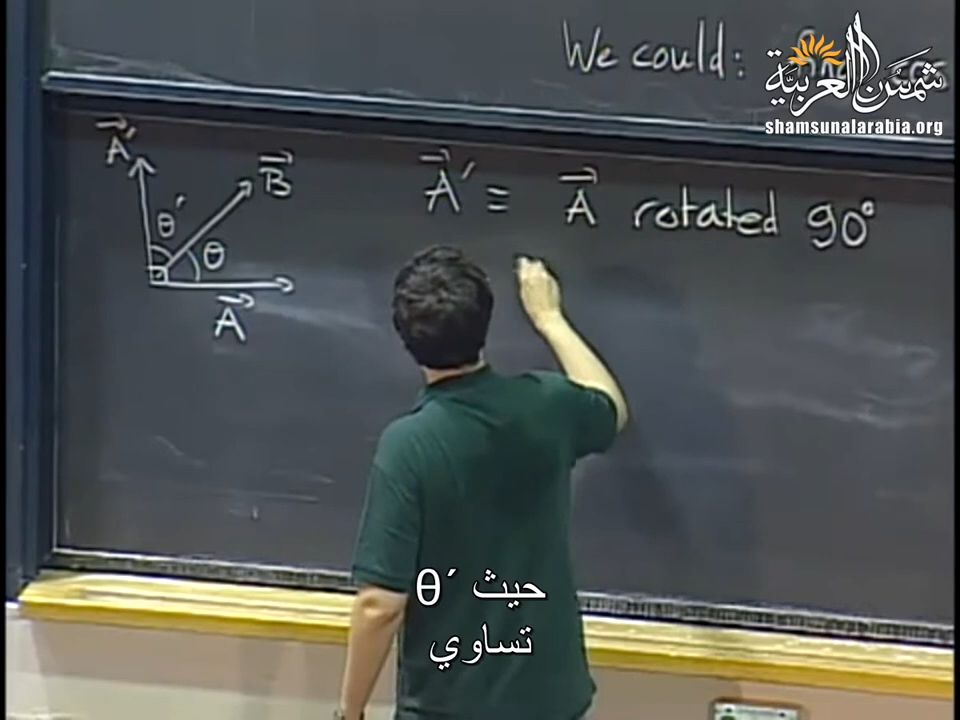 We could:
شمس العربية
shamsunalarabia.org
A⃗′
B⃗
θ′
θ
A⃗
A⃗′ ≡ A⃗ rotated 90°
حيث θ′
تساوي